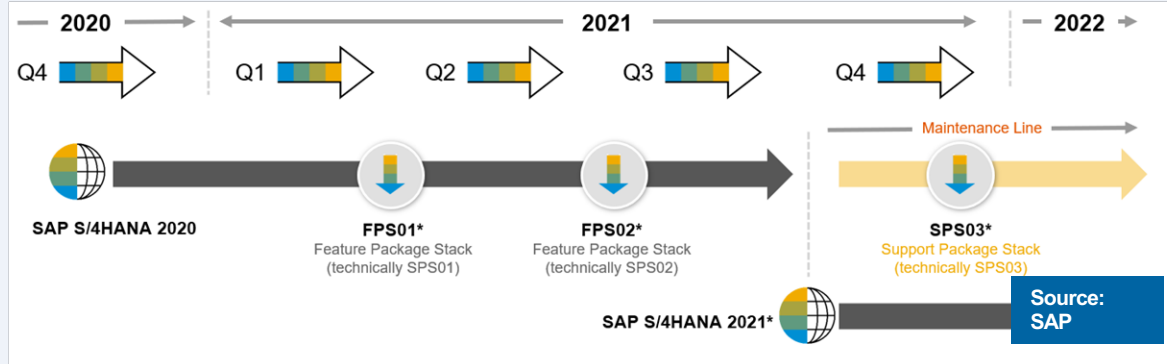 2020
2021
2022
Q4
Q1
Q2
Q3
Q4
Maintenance Line
SAP S/4HANA 2020
FPS01*
Feature Package Stack
(technically SPS01)
FPS02*
Feature Package Stack
(technically SPS02)
SPS03*
Support Package Stack
(technically SPS03)
SAP S/4HANA 2021*
Source:
SAP